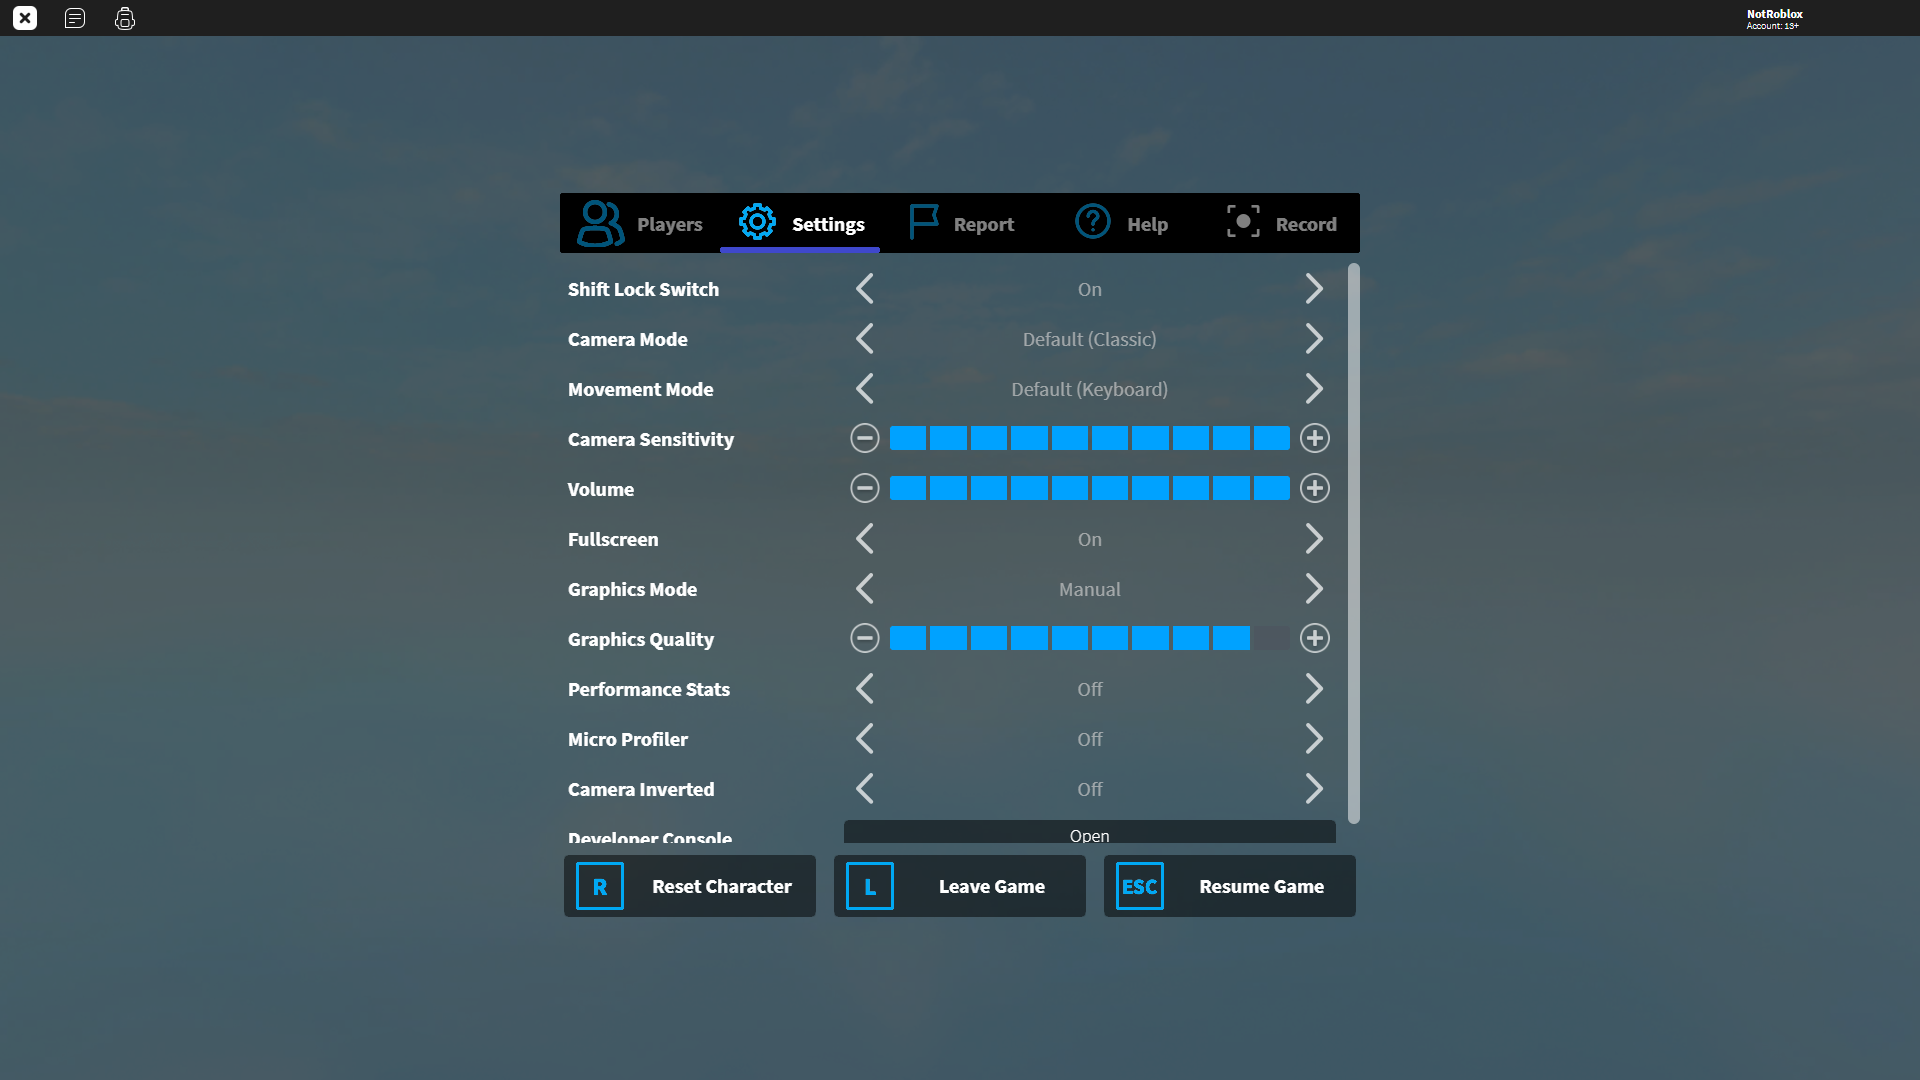 NotRoblox
Account: 13+
Players Settings Report Help Record
Shift Lock Switch On
Camera Mode Default (Classic)
Movement Mode Default (Keyboard)
Camera Sensitivity
Volume
Fullscreen On
Graphics Mode Manual
Graphics Quality
Performance Stats Off
Micro Profiler Off
Camera Inverted Off
Developer Console Open
R Reset Character L Leave Game ESC Resume Game